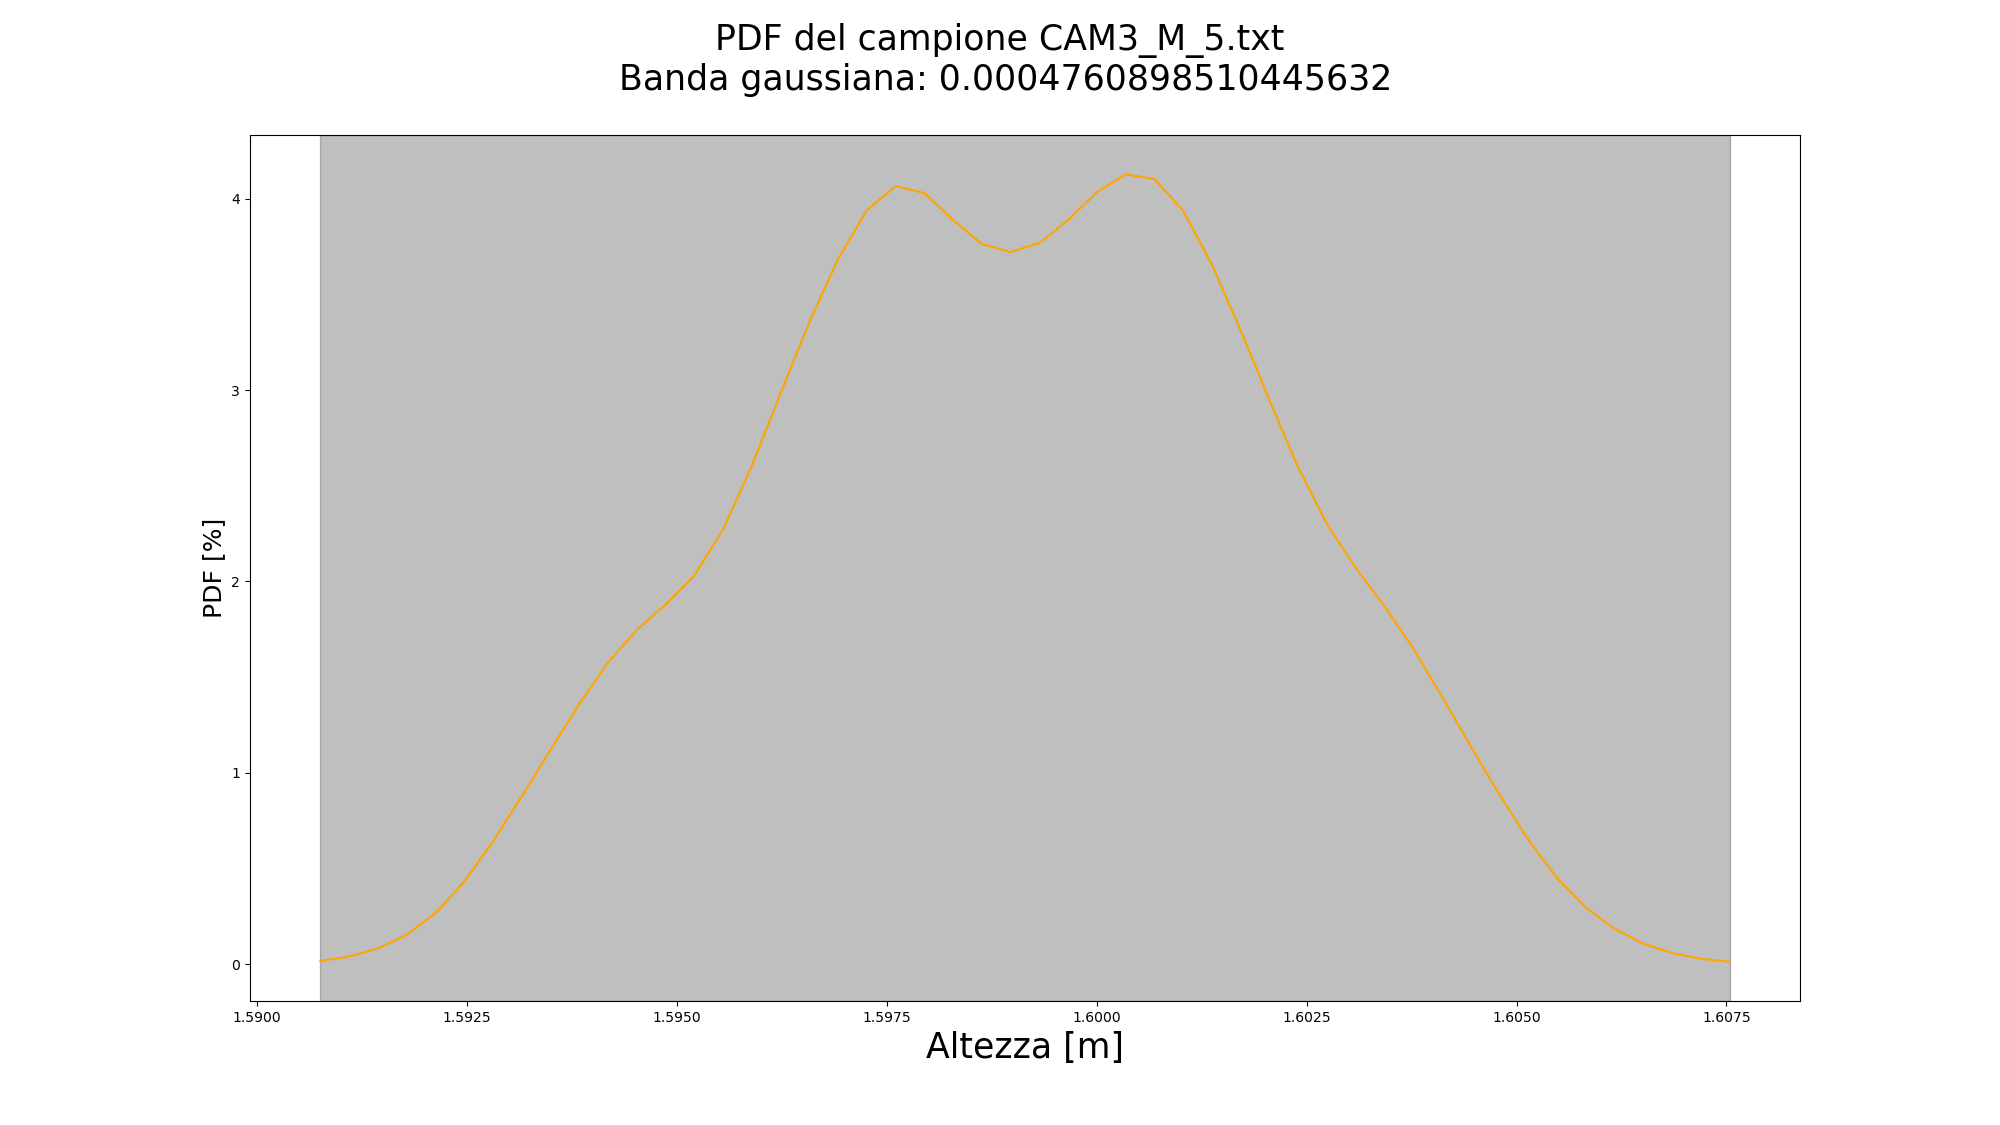 PDF del campione CAM3_M_5.txt
Banda gaussiana: 0.0004760898510445632
4
3
2
1
0
PDF [%]
1.5900 1.5925 1.5950 1.5975 1.6000 1.6025 1.6050 1.6075
Altezza [m]